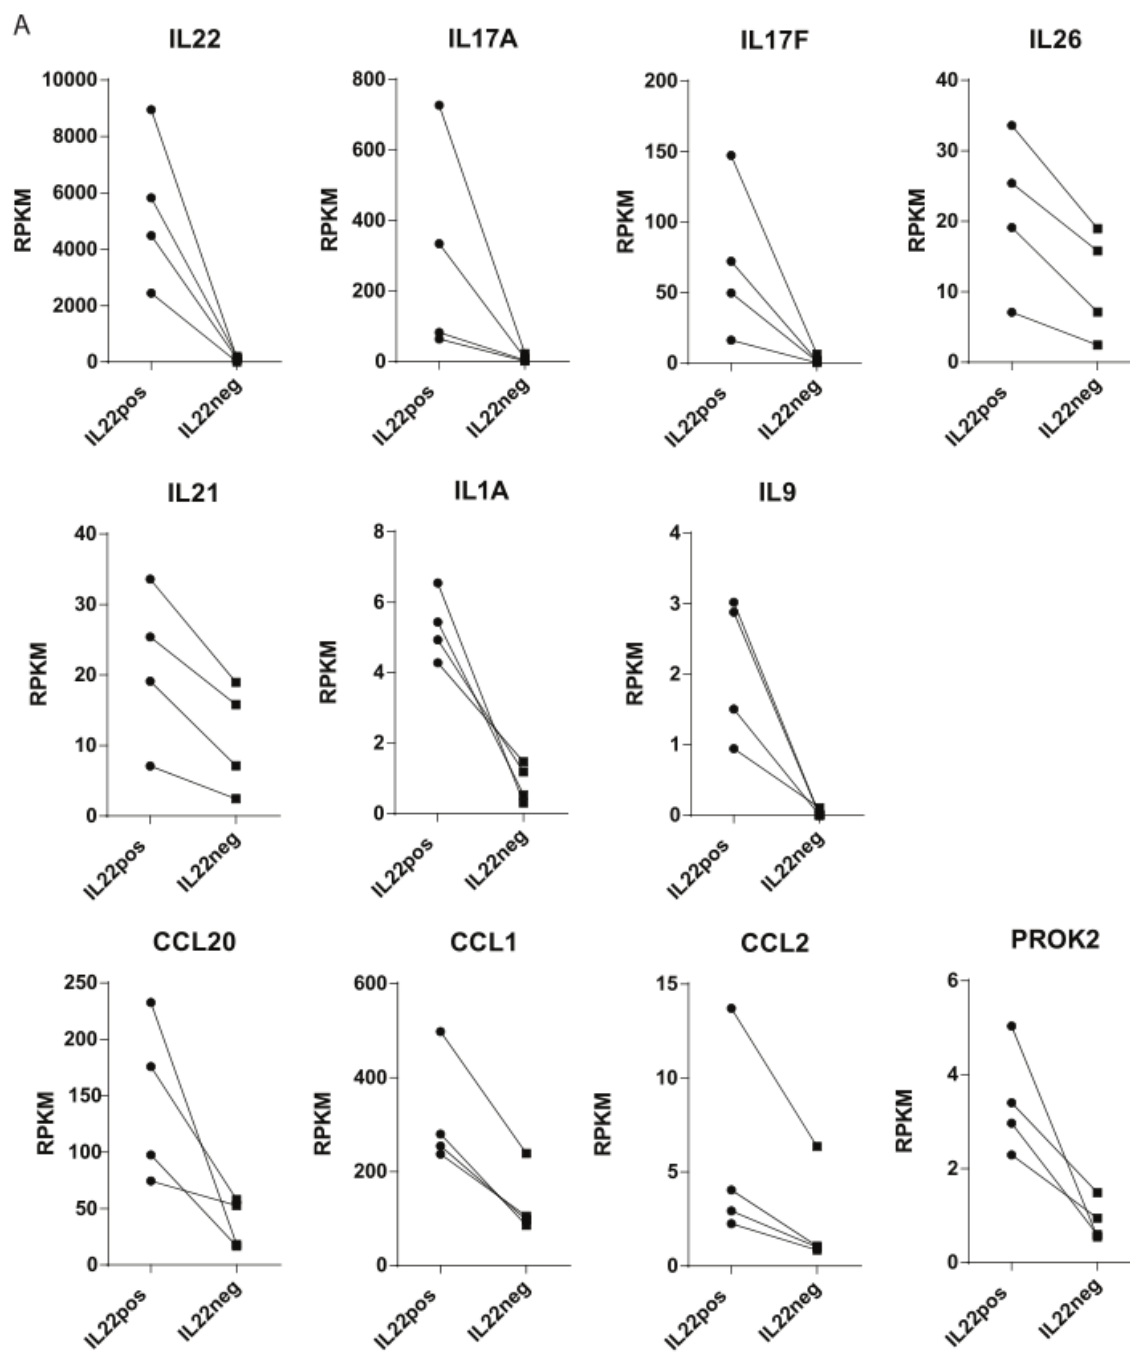 A
IL22
IL17A
IL17F
IL26
10000
8000
6000
4000
2000
0
RPKM
IL22pos
IL22neg
800
600
400
200
0
RPKM
IL22pos
IL22neg
200
150
100
50
0
RPKM
IL22pos
IL22neg
40
30
20
10
0
RPKM
IL22pos
IL22neg
IL21
IL1A
IL9
40
30
20
10
0
RPKM
IL22pos
IL22neg
8
6
4
2
0
RPKM
IL22pos
IL22neg
4
3
2
1
0
RPKM
IL22pos
IL22neg
CCL20
CCL1
CCL2
PROK2
250
200
150
100
50
0
RPKM
IL22pos
IL22neg
600
400
200
0
RPKM
IL22pos
IL22neg
15
10
5
0
RPKM
IL22pos
IL22neg
6
4
2
0
RPKM
IL22pos
IL22neg